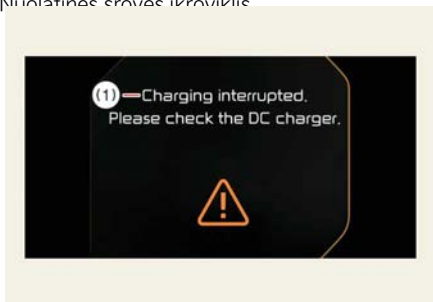 Nuolatinės srovės įkroviklis
(1) Charging interrupted.
Please check the DC charger.